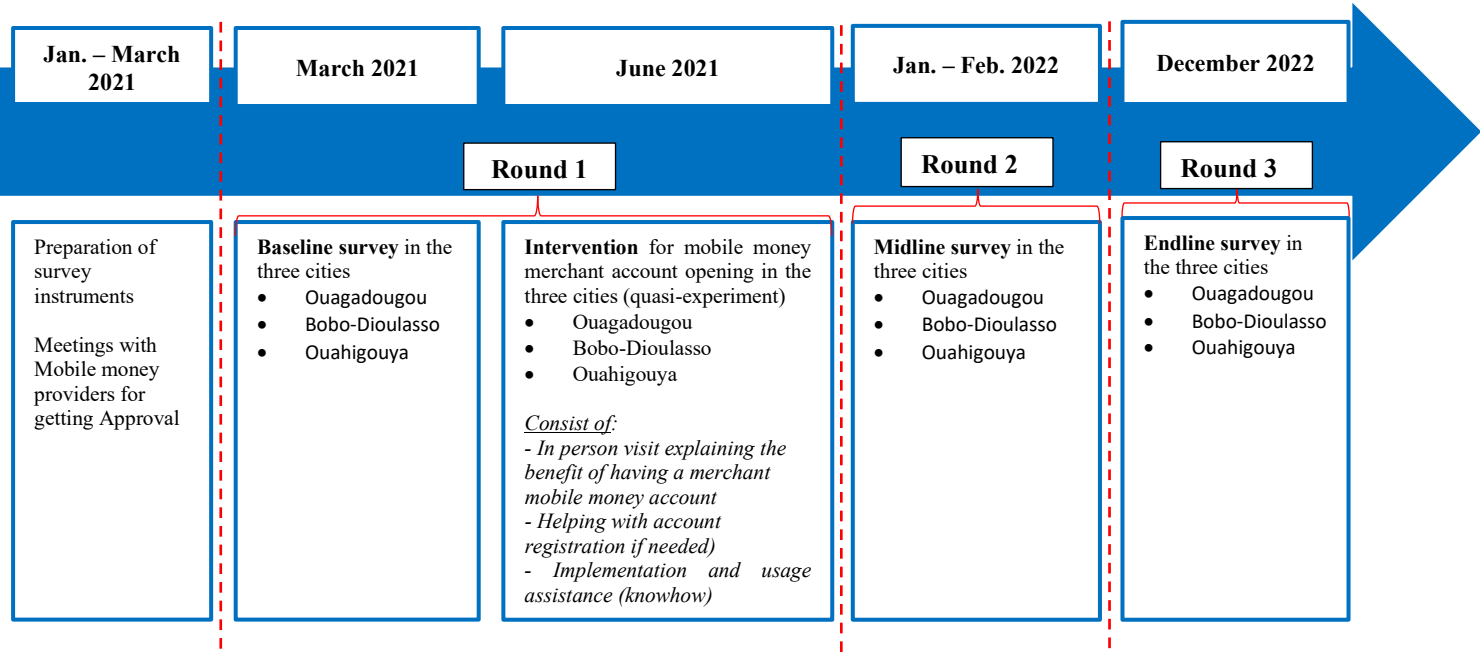 Jan. – March
2021
March 2021
June 2021
Jan. – Feb. 2022
December 2022
Round 1
Round 2
Round 3
Preparation of
survey
instruments
Meetings with
Mobile money
providers for
getting Approval
Baseline survey in the
three cities
• Ouagadougou
• Bobo-Dioulasso
• Ouahigouya
Intervention for mobile money
merchant account opening in the
three cities (quasi-experiment)
• Ouagadougou
• Bobo-Dioulasso
• Ouahigouya
Consist of:
- In person visit explaining the
benefit of having a merchant
mobile money account
- Helping with account
registration if needed)
- Implementation and usage
assistance (knowhow)
Midline survey in the
three cities
• Ouagadougou
• Bobo-Dioulasso
• Ouahigouya
Endline survey in
the three cities
• Ouagadougou
• Bobo-Dioulasso
• Ouahigouya